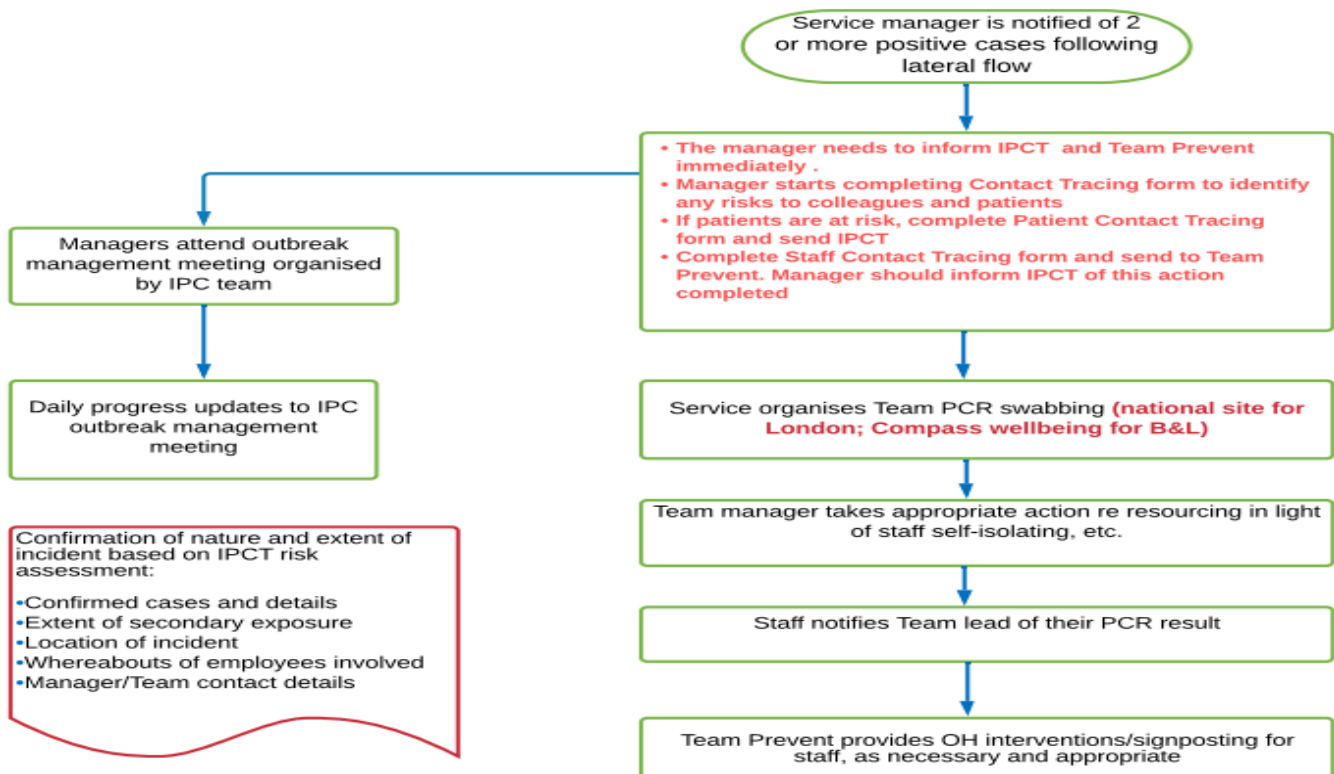 Service manager is notified of 2
or more positive cases following
lateral flow
• The manager needs to inform IPCT and Team Prevent
immediately .
• Manager starts completing Contact Tracing form to identify
any risks to colleagues and patients
• If patients are at risk, complete Patient Contact Tracing
form and send IPCT
• Complete Staff Contact Tracing form and send to Team
Prevent. Manager should inform IPCT of this action
completed
Managers attend outbreak
management meeting organised
by IPC team
Daily progress updates to IPC
outbreak management
meeting
Service organises Team PCR swabbing (national site for
London; Compass wellbeing for B&L)
Team manager takes appropriate action re resourcing in light
of staff self-isolating, etc.
Confirmation of nature and extent of
incident based on IPCT risk
assessment:
•Confirmed cases and details
•Extent of secondary exposure
•Location of incident
•Whereabouts of employees involved
•Manager/Team contact details
Staff notifies Team lead of their PCR result
Team Prevent provides OH interventions/signposting for
staff, as necessary and appropriate